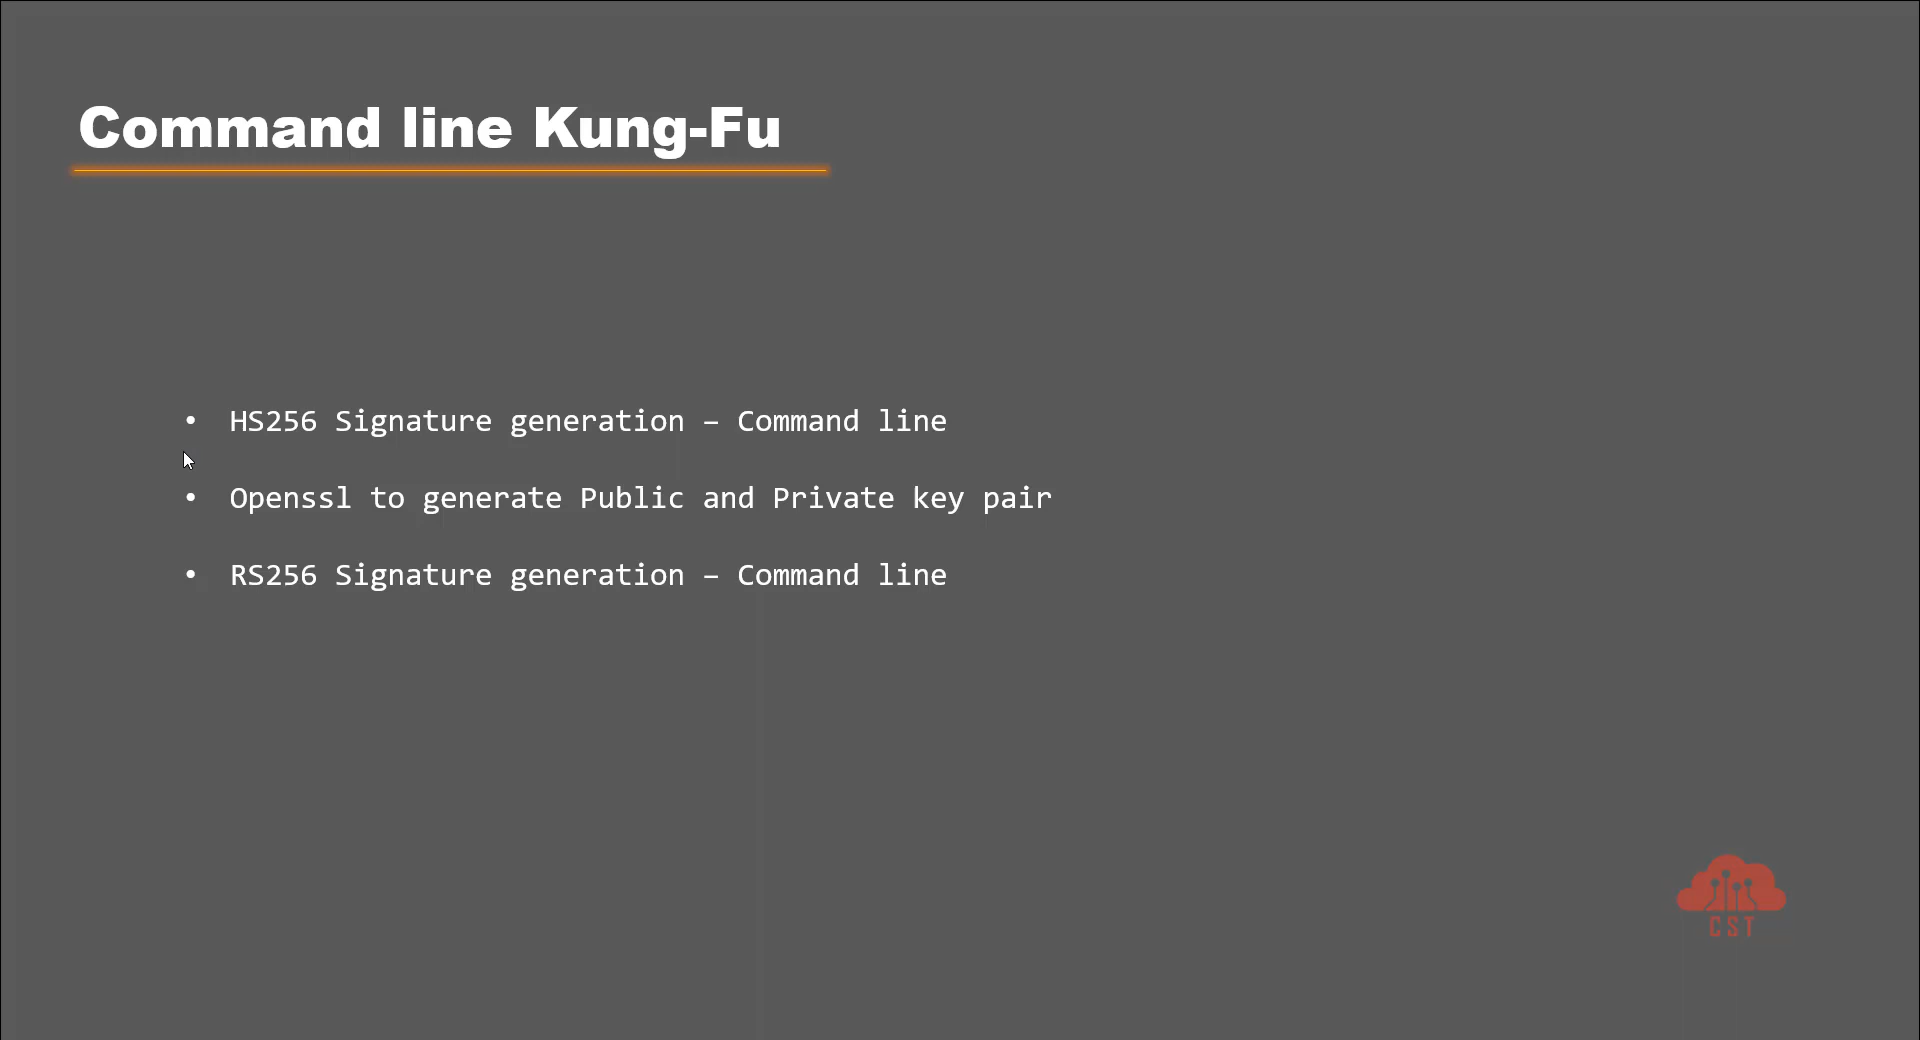 Command line Kung-Fu
• HS256 Signature generation – Command line
• Openssl to generate Public and Private key pair
• RS256 Signature generation – Command line
CST